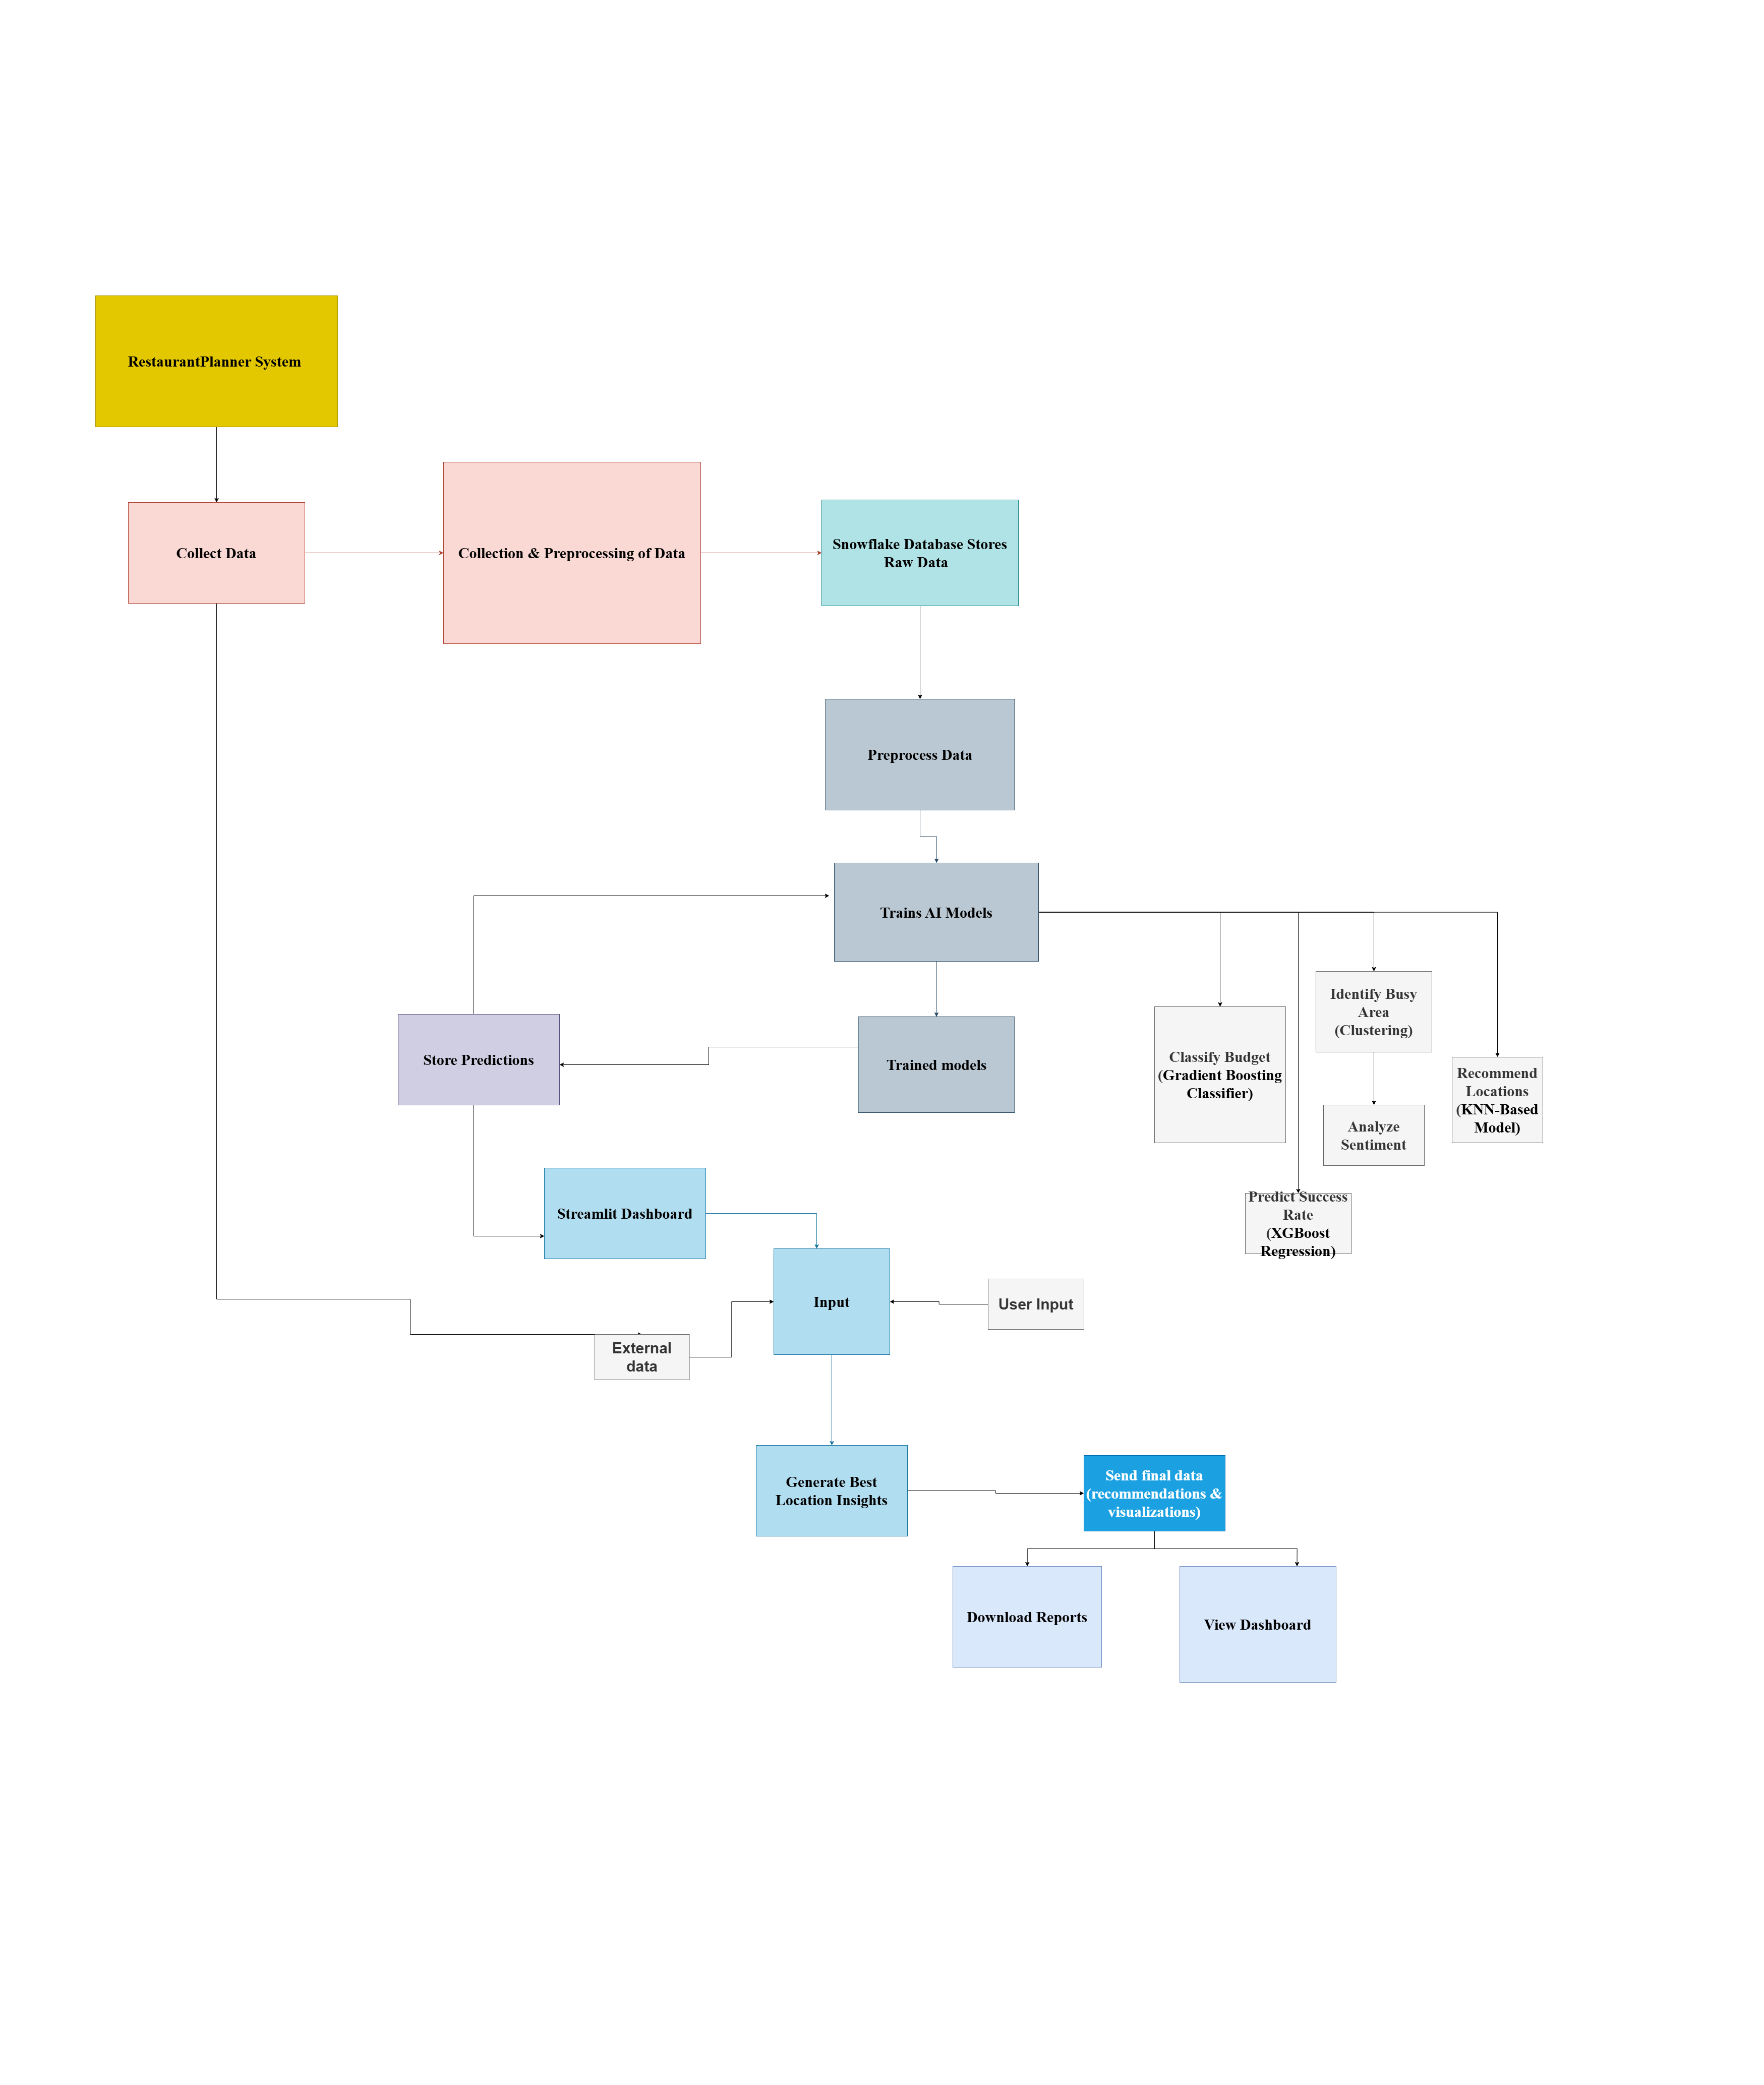 RestaurantPlanner System
Collect Data
Collection & Preprocessing of Data
Snowflake Database Stores
Raw Data
Preprocess Data
Trains AI Models
Store Predictions
Trained models
Classify Budget
(Gradient Boosting
Classifier)
Identify Busy
Area
(Clustering)
Analyze
Sentiment
Recommend
Locations
(KNN-Based
Model)
Predict Success
Rate
(XGBoost
Regression)
Streamlit Dashboard
Input
User Input
External
data
Generate Best
Location Insights
Send final data
(recommendations &
visualizations)
Download Reports
View Dashboard